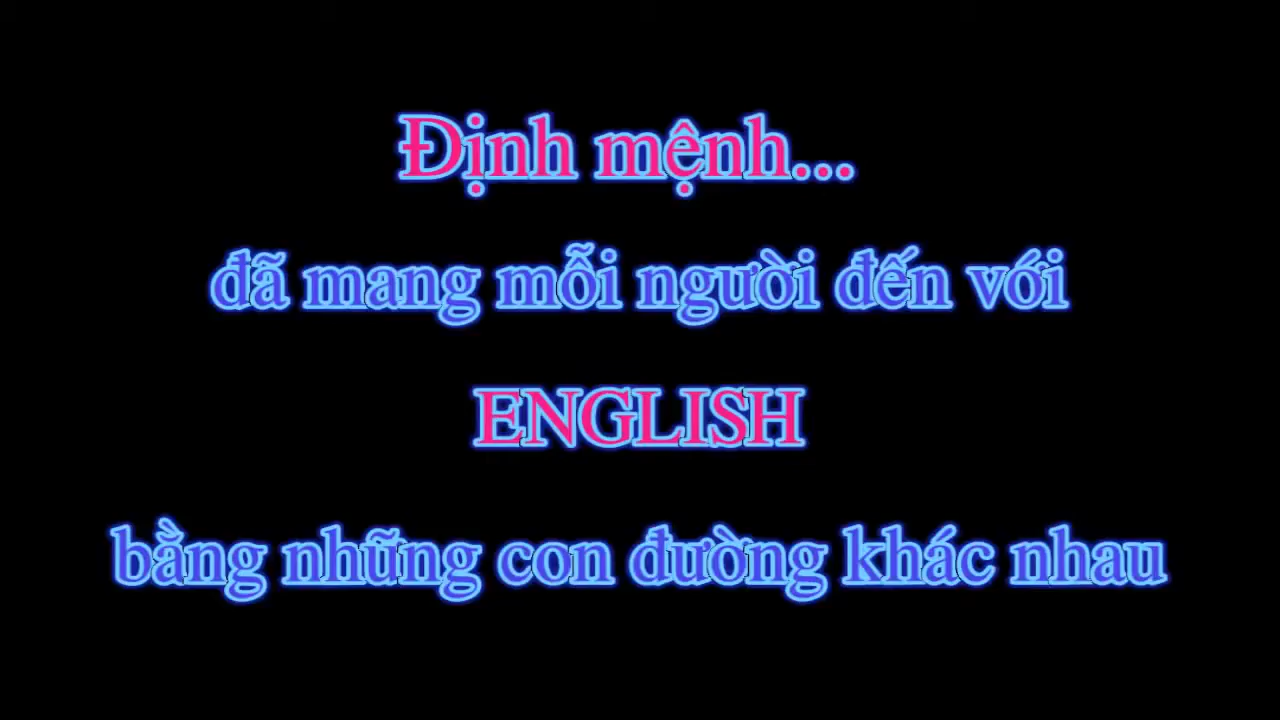 Định mệnh...
đã mang mỗi người đến với
ENGLISH
bằng những con đường khác nhau